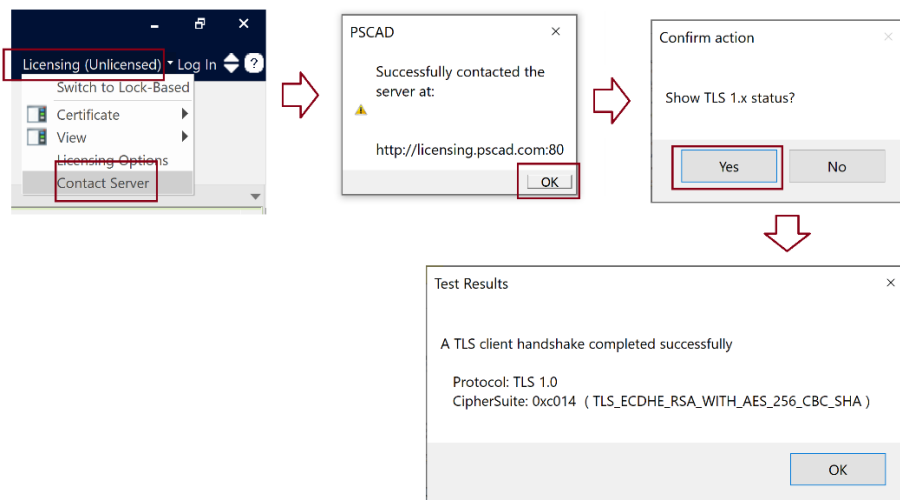 Licensing (Unlicensed) Log In ?
Switch to Lock-Based
Certificate
View
Licensing Options
Contact Server
PSCAD
Successfully contacted the
server at:
http://licensing.pscad.com:80
OK
Confirm action
Show TLS 1.x status?
Yes No
Test Results
A TLS client handshake completed successfully
Protocol: TLS 1.0
CipherSuite: 0xc014 ( TLS_ECDHE_RSA_WITH_AES_256_CBC_SHA )
OK